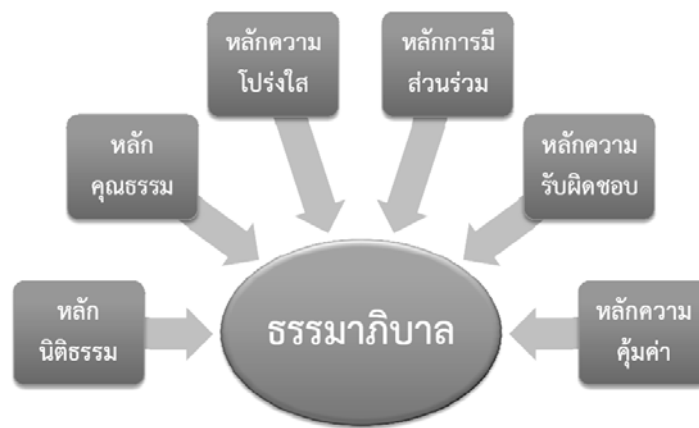 หลักความ
โปร่งใส
หลักการมี
ส่วนร่วม
หลัก
คุณธรรม
หลักความ
รับผิดชอบ
หลัก
นิติธรรม
ธรรมาภิบาล
หลักความ
คุ้มค่า